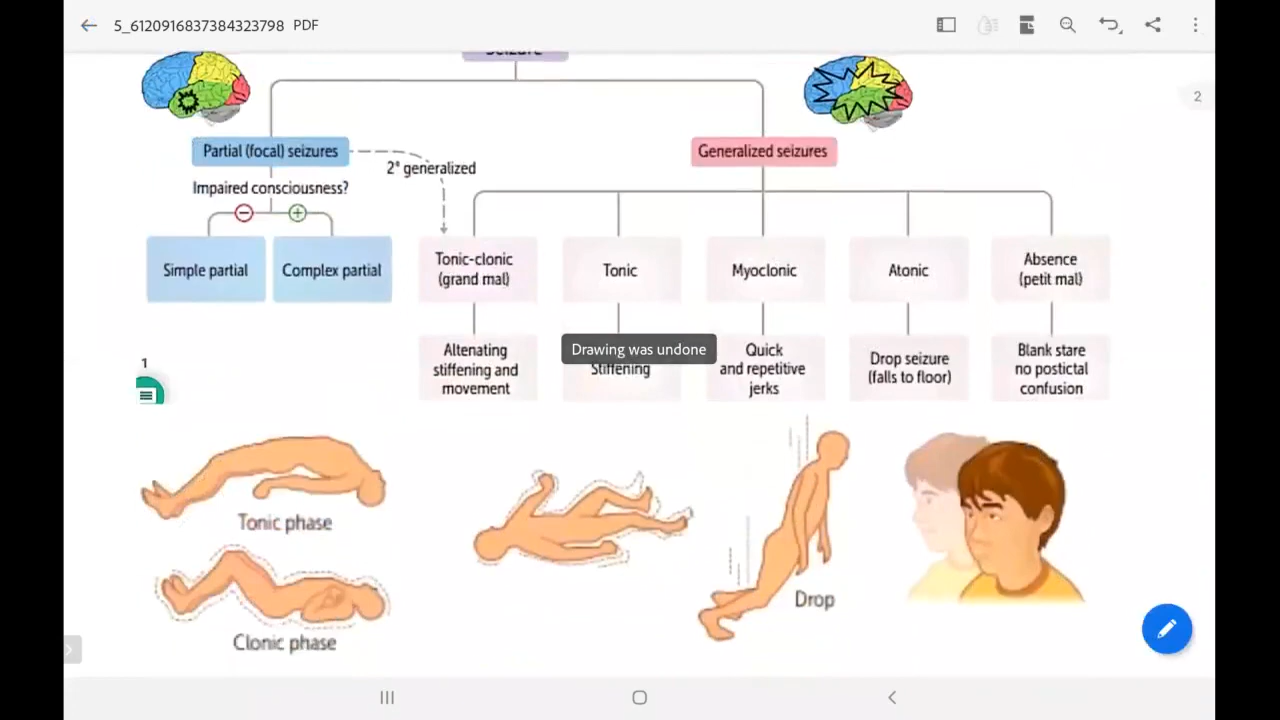 5_6120916837384323798 PDF
Seizure
2
Partial (focal) seizures
2° generalized
Generalized seizures
Impaired consciousness?
Simple partial
Complex partial
Tonic-clonic
(grand mal)
Tonic
Myoclonic
Atonic
Absence
(petit mal)
Drawing was undone
1
Altenating
stiffening and
movement
Stiffening
Quick
and repetitive
jerks
Drop seizure
(falls to floor)
Blank stare
no postictal
confusion
Tonic phase
Drop
Clonic phase